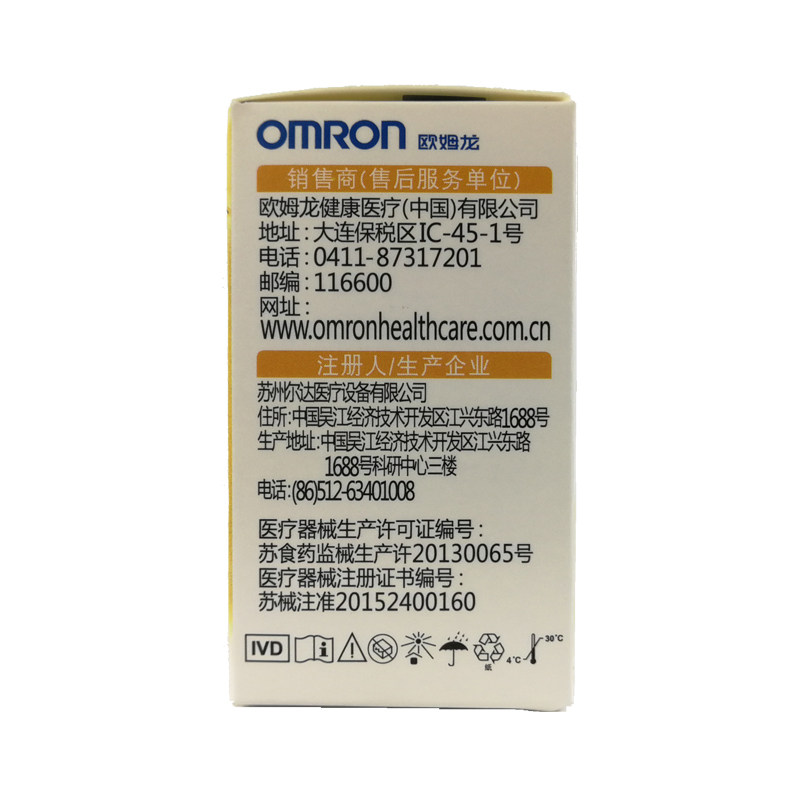 OMRON 欧姆龙
销售商(售后服务单位)
欧姆龙健康医疗(中国)有限公司
地址:大连保税区IC-45-1号
电话:0411-87317201
邮编:116600
网址:
www.omronhealthcare.com.cn
注册人/生产企业
苏州尔达医疗设备有限公司
住所:中国吴江经济技术开发区江兴东路1688号
生产地址:中国吴江经济技术开发区江兴东路
1688号科研中心三楼
电话:(86)512-63401008
医疗器械生产许可证编号:
苏食药监械生产许20130065号
医疗器械注册证书编号:
苏械注准20152400160
IVD
纸
4℃ 30℃